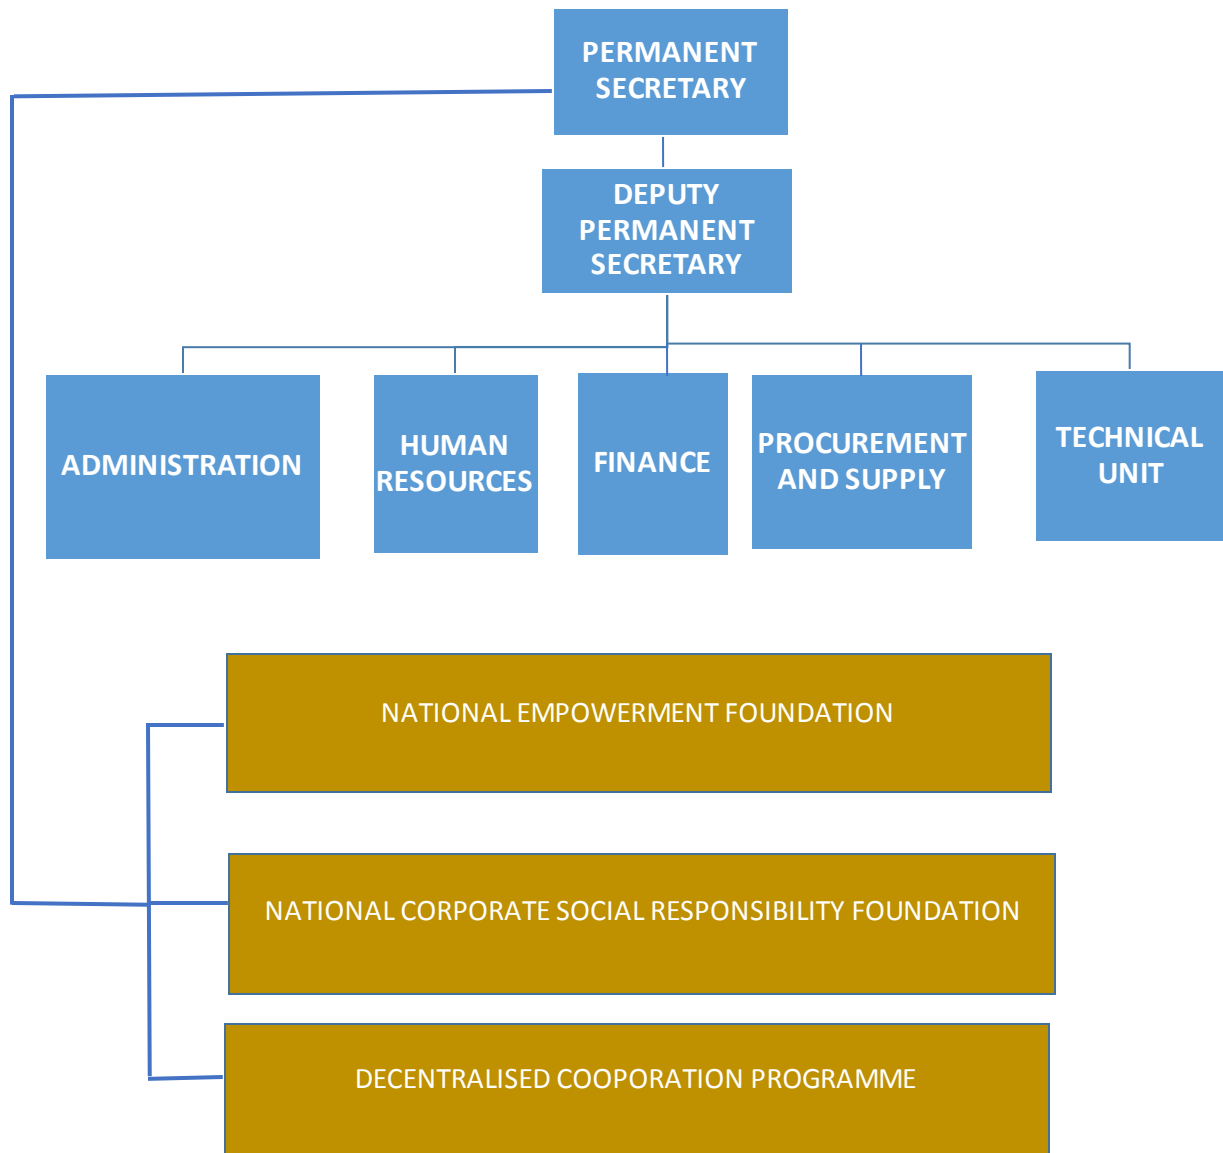 PERMANENT
SECRETARY
DEPUTY
PERMANENT
SECRETARY
ADMINISTRATION
HUMAN
RESOURCES
FINANCE
PROCUREMENT
AND SUPPLY
TECHNICAL
UNIT
NATIONAL EMPOWERMENT FOUNDATION
NATIONAL CORPORATE SOCIAL RESPONSIBILITY FOUNDATION
DECENTRALISED COOPORATION PROGRAMME